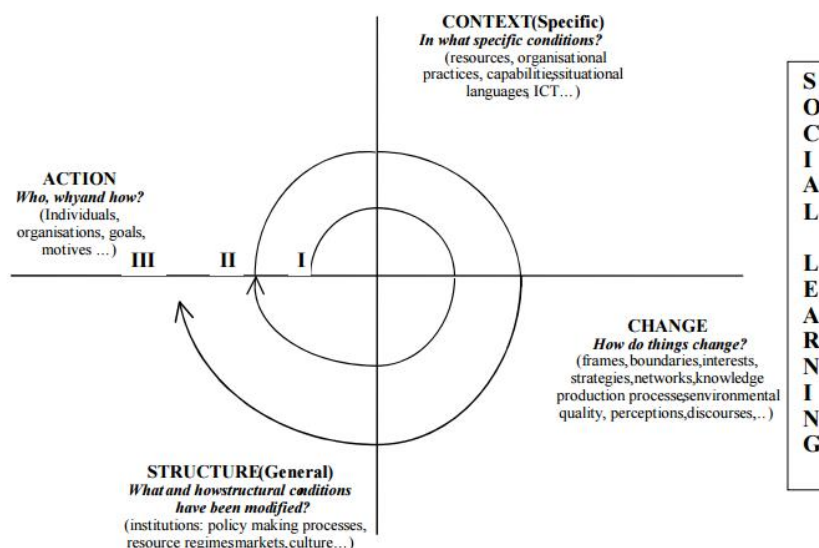 CONTEXT(Specific)
In what specific conditions?
(resources, organisational
practices, capabilities,situational
languages, ICT...)
ACTION
Who, whyand how?
(Individuals,
organisations, goals,
motives ...)
III II I
CHANGE
How do things change?
(frames,boundaries,interests,
strategies,networks,knowledge
production processes,environmental
quality, perceptions,discourses,..)
STRUCTURE(General)
What and howstructural conditions
have been modified?
(institutions: policy making processes,
resource regimes,markets,culture...)
S
O
C
I
A
L
L
E
A
R
N
I
N
G